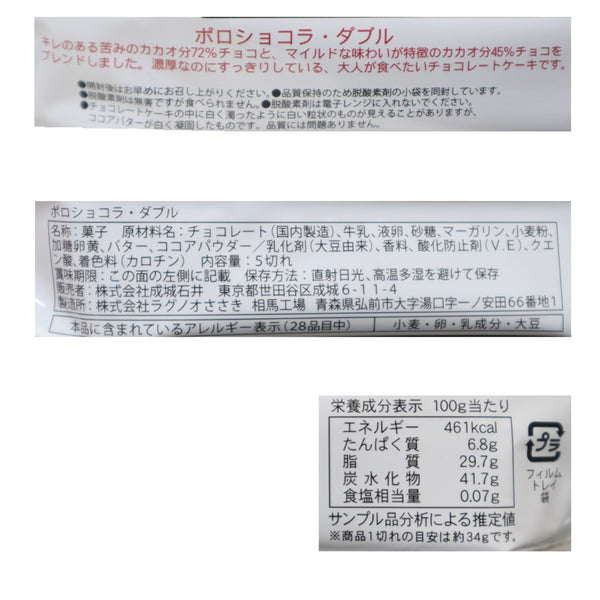 ポロショコラ・ダブル
キレのある苦みのカカオ分72%チョコと、マイルドな味わいが特徴のカカオ分45%チョコを
ブレンドしました。濃厚なのにすっきりしている、大人が食べたいチョコレートケーキです。
●開封後はお早めにお召し上がりください。●品質保持のため脱酸素剤の小袋を同封しています。
●脱酸素剤は無害ですが食べられません。●脱酸素剤は電子レンジに入れないでください。
●チョコレートケーキの中に白く濁ったように白い粒状のものが見えることがありますが、
ココアバターが白く凝固したものです。品質には問題ありません。
ポロショコラ・ダブル
名称:菓子 原材料名:チョコレート(国内製造)、牛乳、液卵、砂糖、マーガリン、小麦粉、
加糖卵黄、バター、ココアパウダー/乳化剤(大豆由来)、香料、酸化防止剤(V.E)、クエ
ン酸、着色料(カロチン) 内容量:5切れ
賞味期限:この面の左側に記載 保存方法:直射日光、高温多湿を避けて保存
販売者:株式会社成城石井 東京都世田谷区成城6-11-4
製造所:株式会社ラグノオささき 相馬工場 青森県弘前市大字湯口字一ノ安田66番地1
本品に含まれているアレルギー表示(28品目中) 小麦・卵・乳成分・大豆
栄養成分表示 100g当たり
エネルギー 461kcal
たんぱく質 6.8g
脂質 29.7g
炭水化物 41.7g
食塩相当量 0.07g
サンプル品分析による推定値
※商品1切れの目安は約34gです。
プラ
フィルム
トレイ
袋